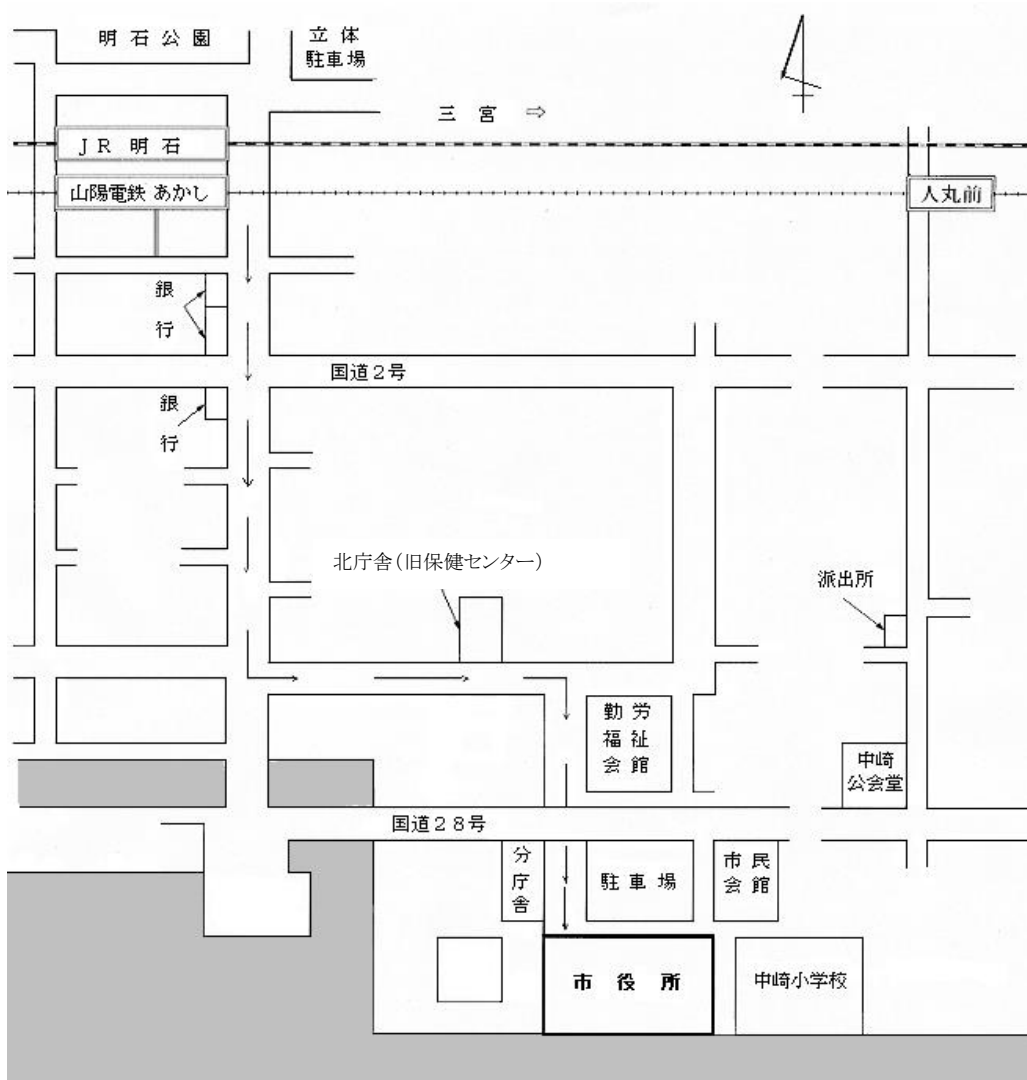 明石公園
立体
駐車場
三宮 ⇨
ＪＲ 明石
山陽電鉄 あかし
人丸前
銀
行
国道２号
銀
行
北庁舎（旧保健センター）
派出所
勤労
福祉
会館
中崎
公会堂
国道２８号
分
庁
舎
駐車場
市民
会館
市役所
中崎小学校